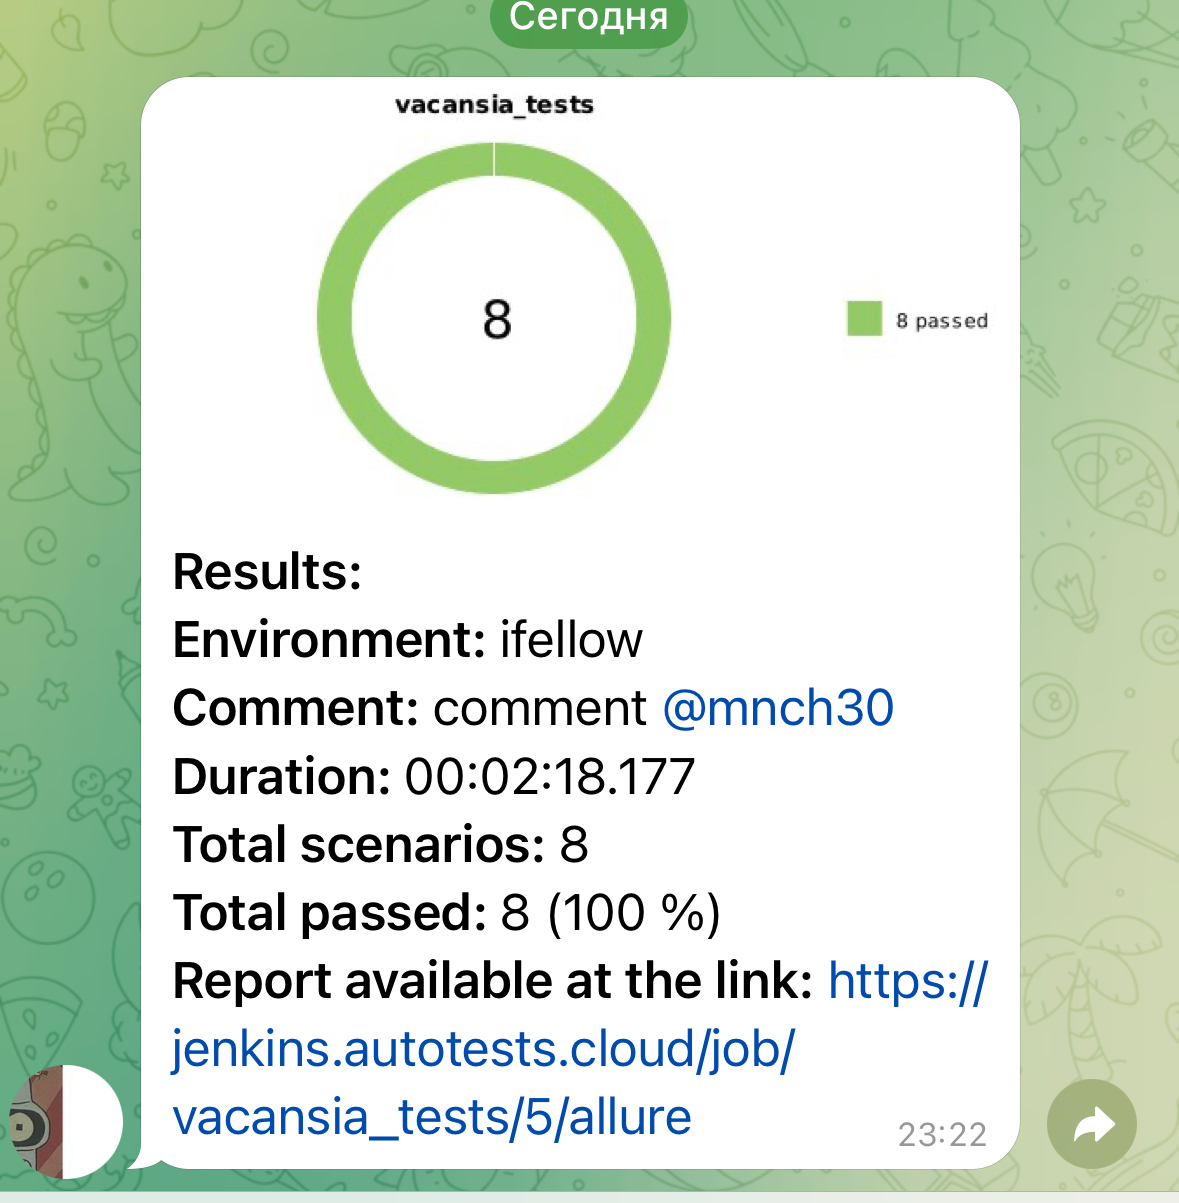 Сегодня
vacansia_tests
8
8 passed
Results:
Environment: ifellow
Comment: comment @mnch30
Duration: 00:02:18.177
Total scenarios: 8
Total passed: 8 (100 %)
Report available at the link: https://
jenkins.autotests.cloud/job/
vacansia_tests/5/allure
23:22